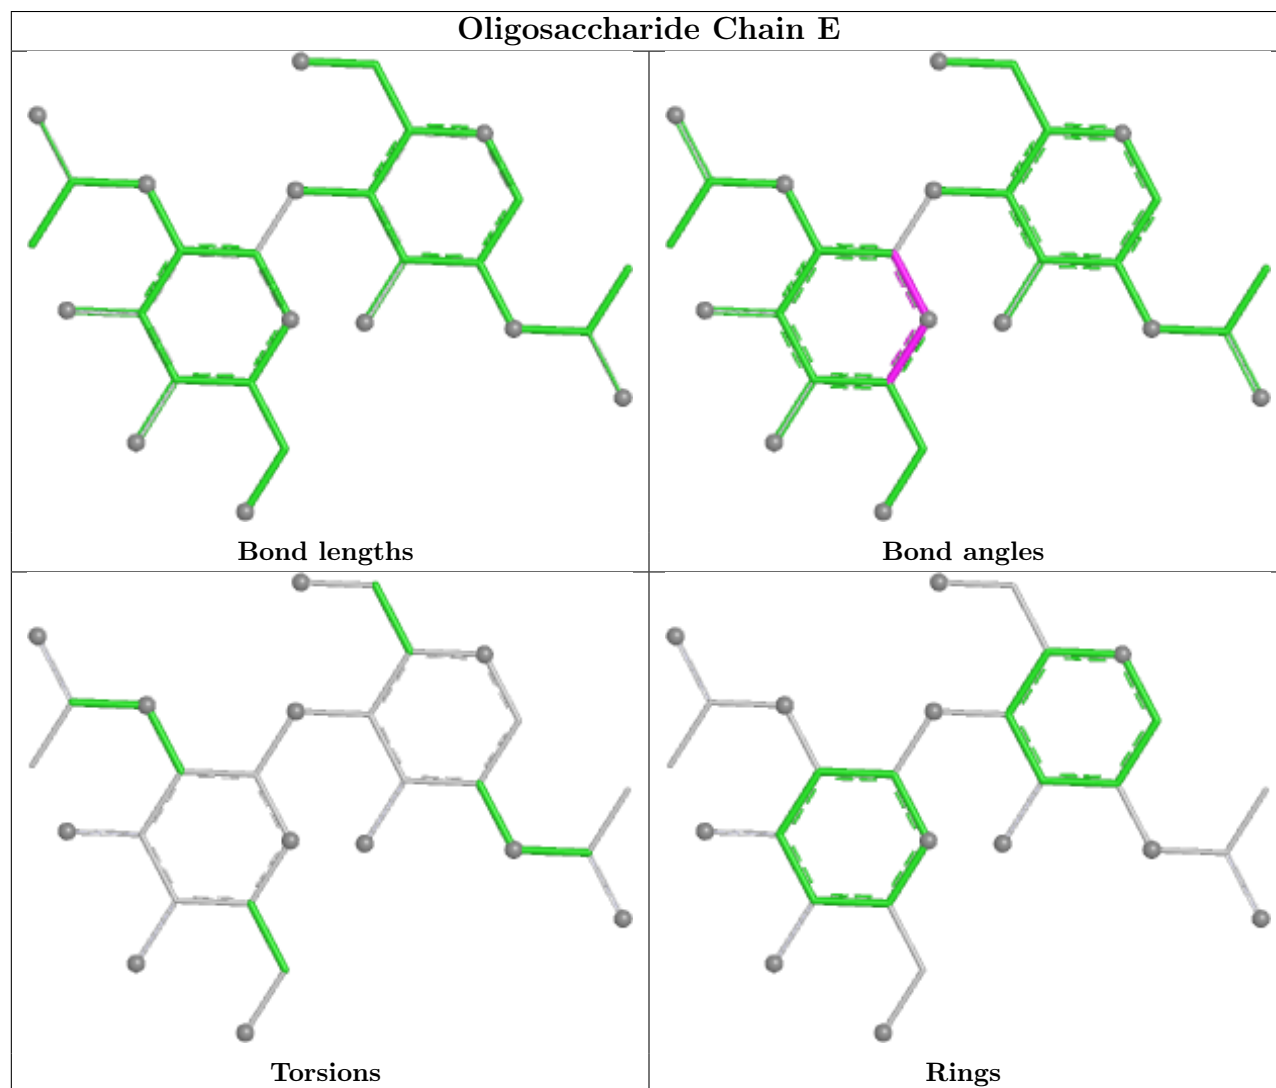 Oligosaccharide Chain E
Bond lengths
Bond angles
Torsions
Rings